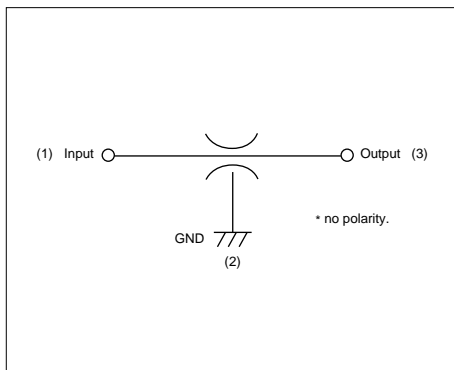 (1) Input Output (3)
* no polarity.
GND
(2)